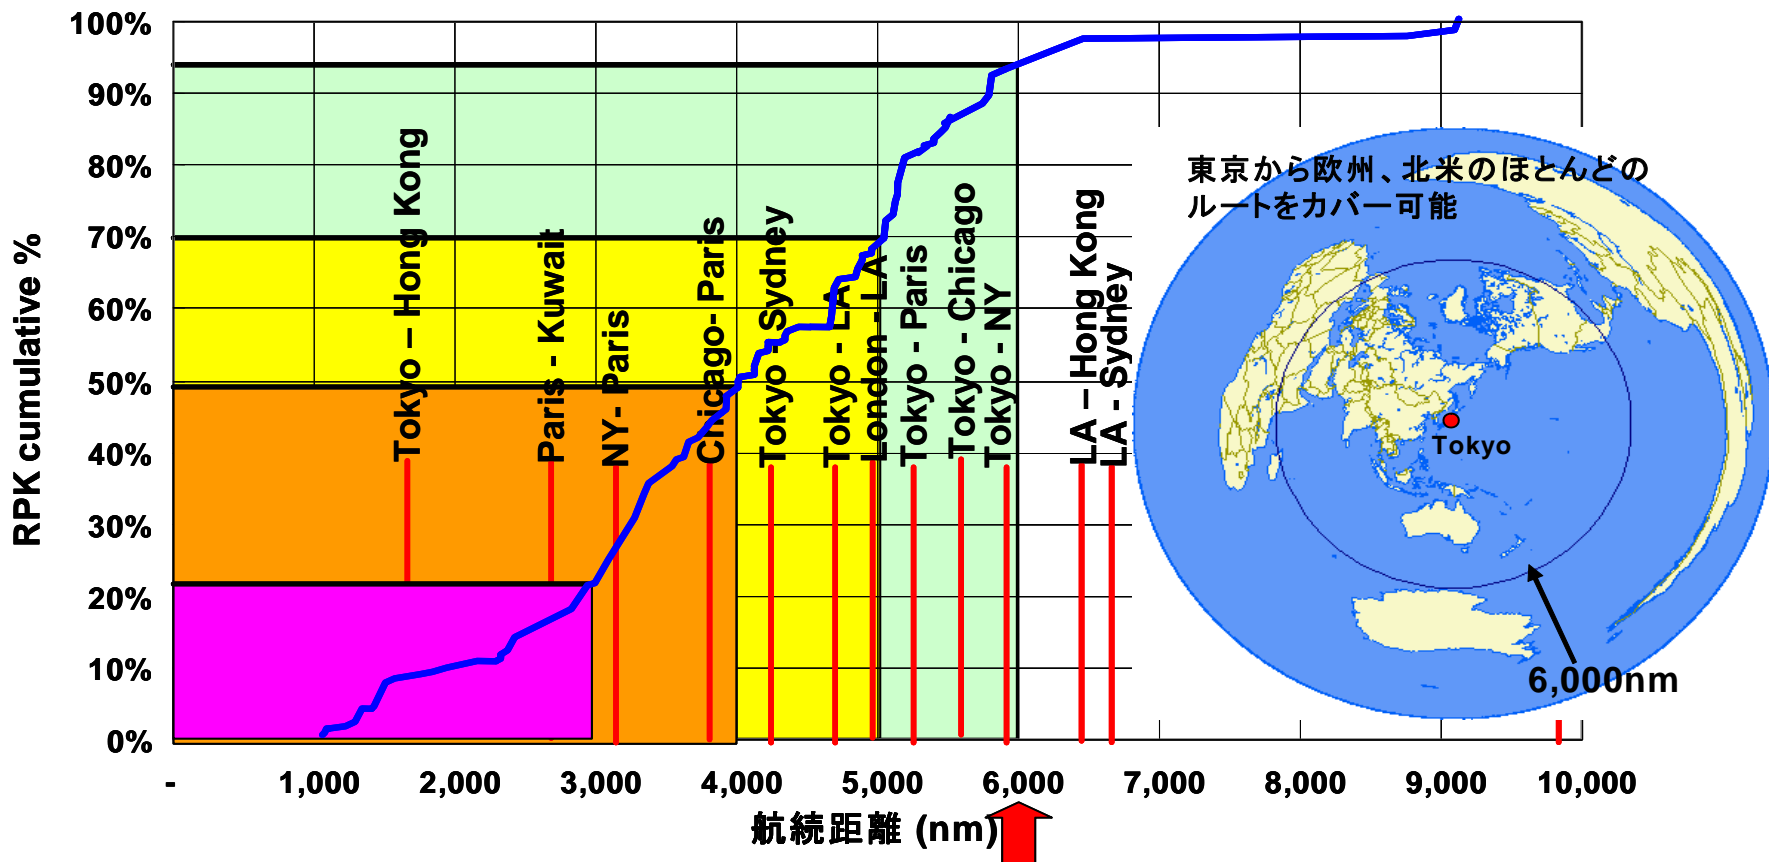 100%
90%
80%
70%
60%
50%
40%
30%
20%
10%
0%
RPK cumulative %
Tokyo – Hong Kong
Paris - Kuwait
NY- Paris
Chicago- Paris
Tokyo - Sydney
Tokyo - LA
London - LA
Tokyo - Paris
Tokyo - Chicago
Tokyo - NY
LA – Hong Kong
LA - Sydney
東京から欧州、北米のほとんどの
ルートをカバー可能
Tokyo
6,000nm
-
1,000
2,000
3,000
4,000
5,000
6,000
7,000
8,000
9,000
10,000
航続距離 (nm)